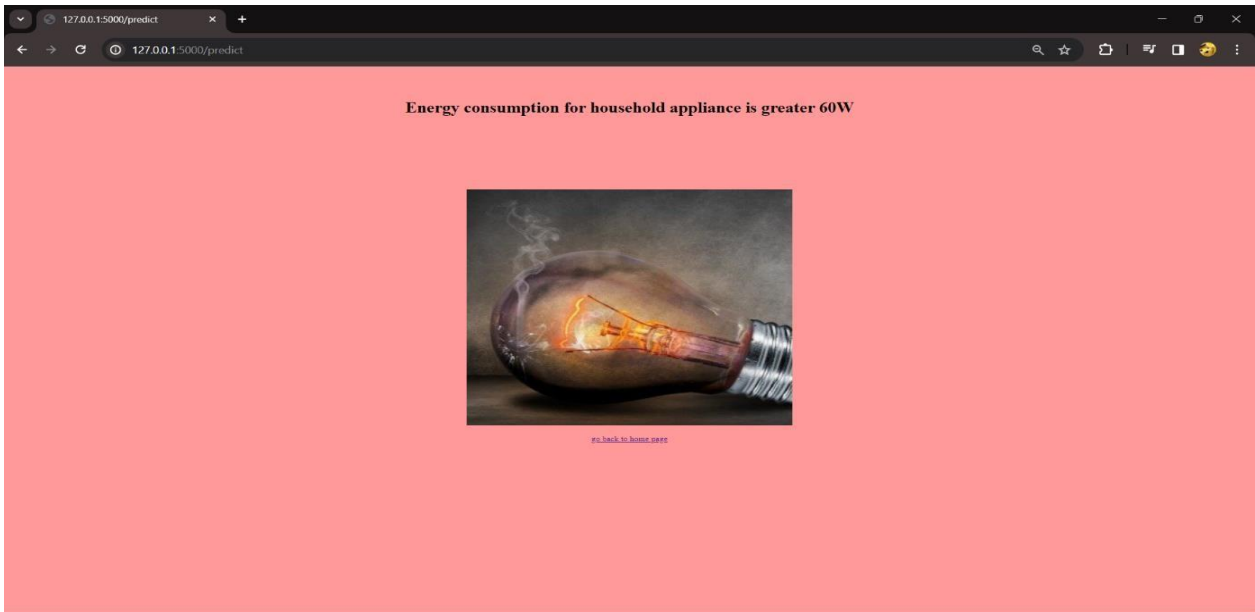 127.0.0.1:5000/predict
127.0.0.1:5000/predict
Energy consumption for household appliance is greater 60W
go back to home page